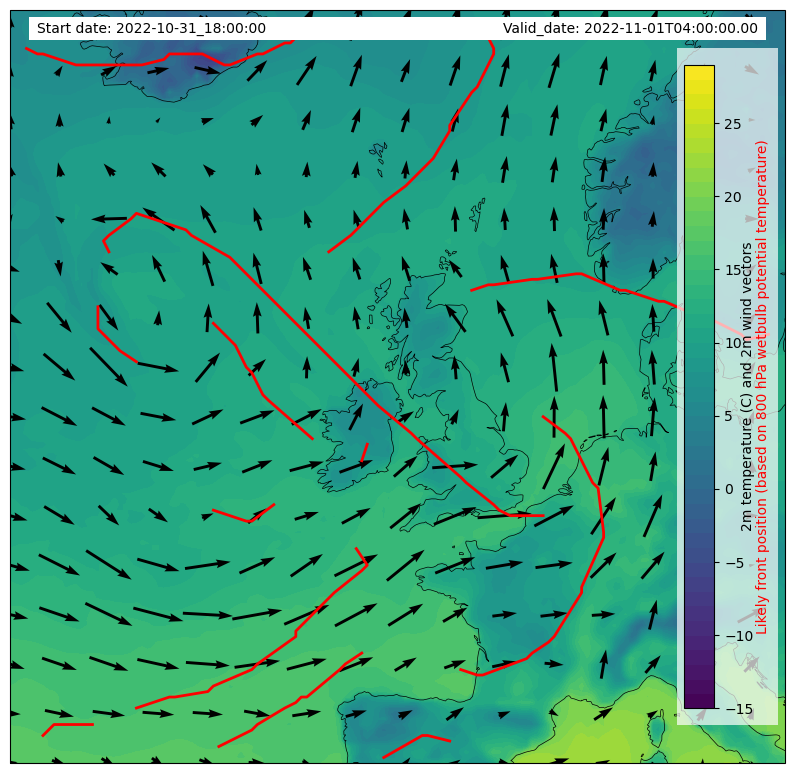 Start date: 2022-10-31_18:00:00
Valid_date: 2022-11-01T04:00:00.00
25
20
15
10
5
0
−5
−10
−15
2m temperature (C) and 2m wind vectors
Likely front position (based on 800 hPa wetbulb potential temperature)